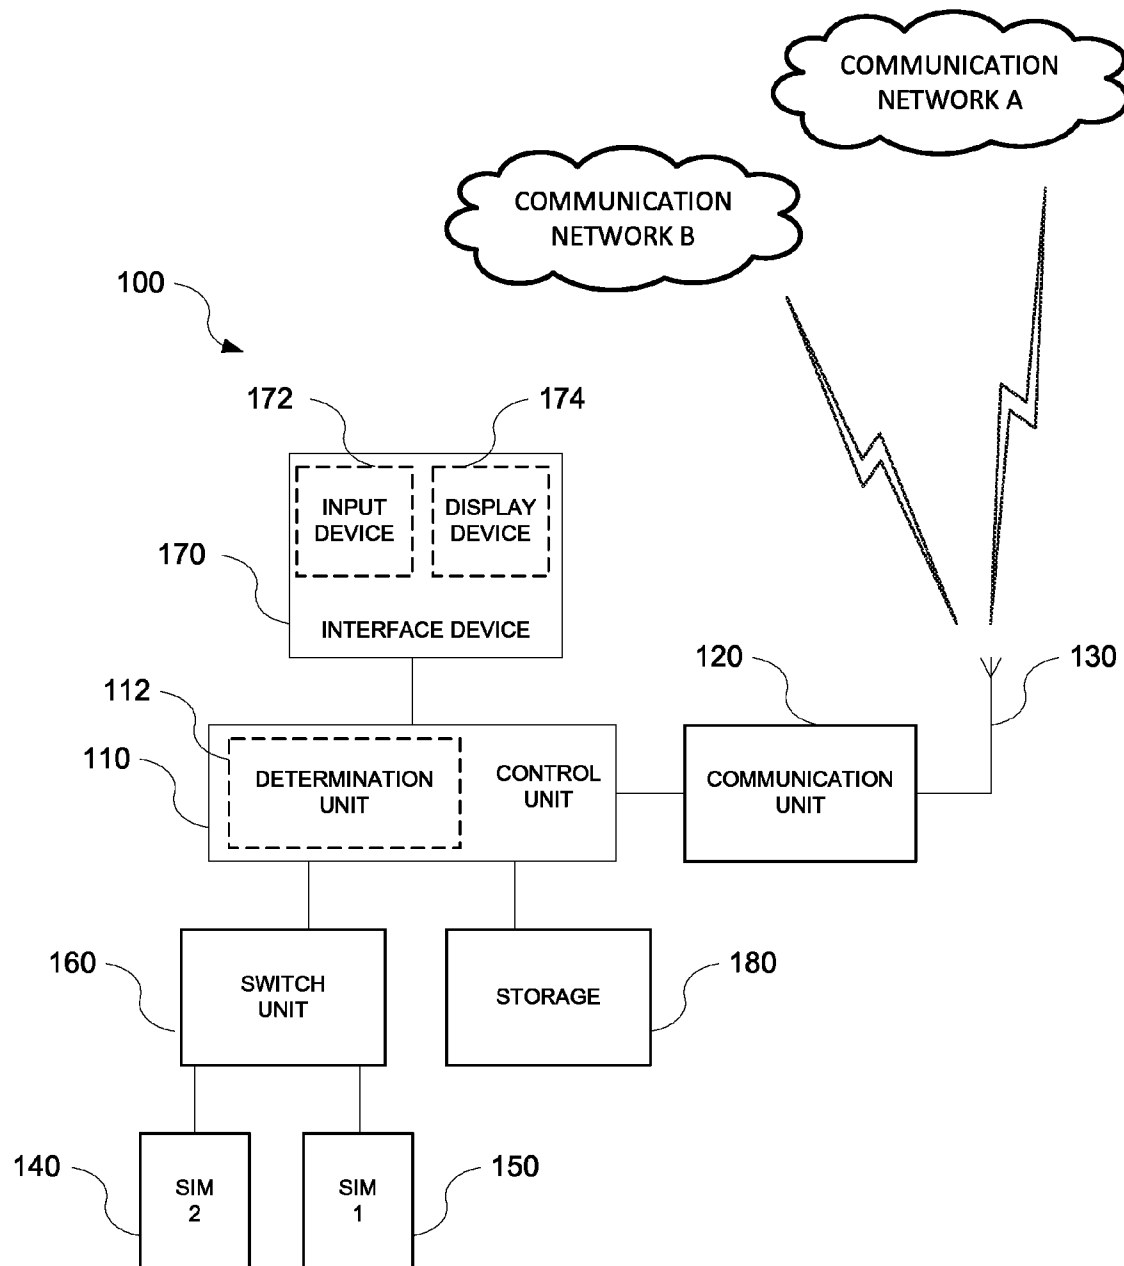 COMMUNICATION
NETWORK A
COMMUNICATION
NETWORK B
100
172
174
INPUT
DEVICE
DISPLAY
DEVICE
170
INTERFACE DEVICE
120
130
112
110
DETERMINATION
UNIT
CONTROL
UNIT
COMMUNICATION
UNIT
160
SWITCH
UNIT
STORAGE
180
140
SIM
2
SIM
1
150